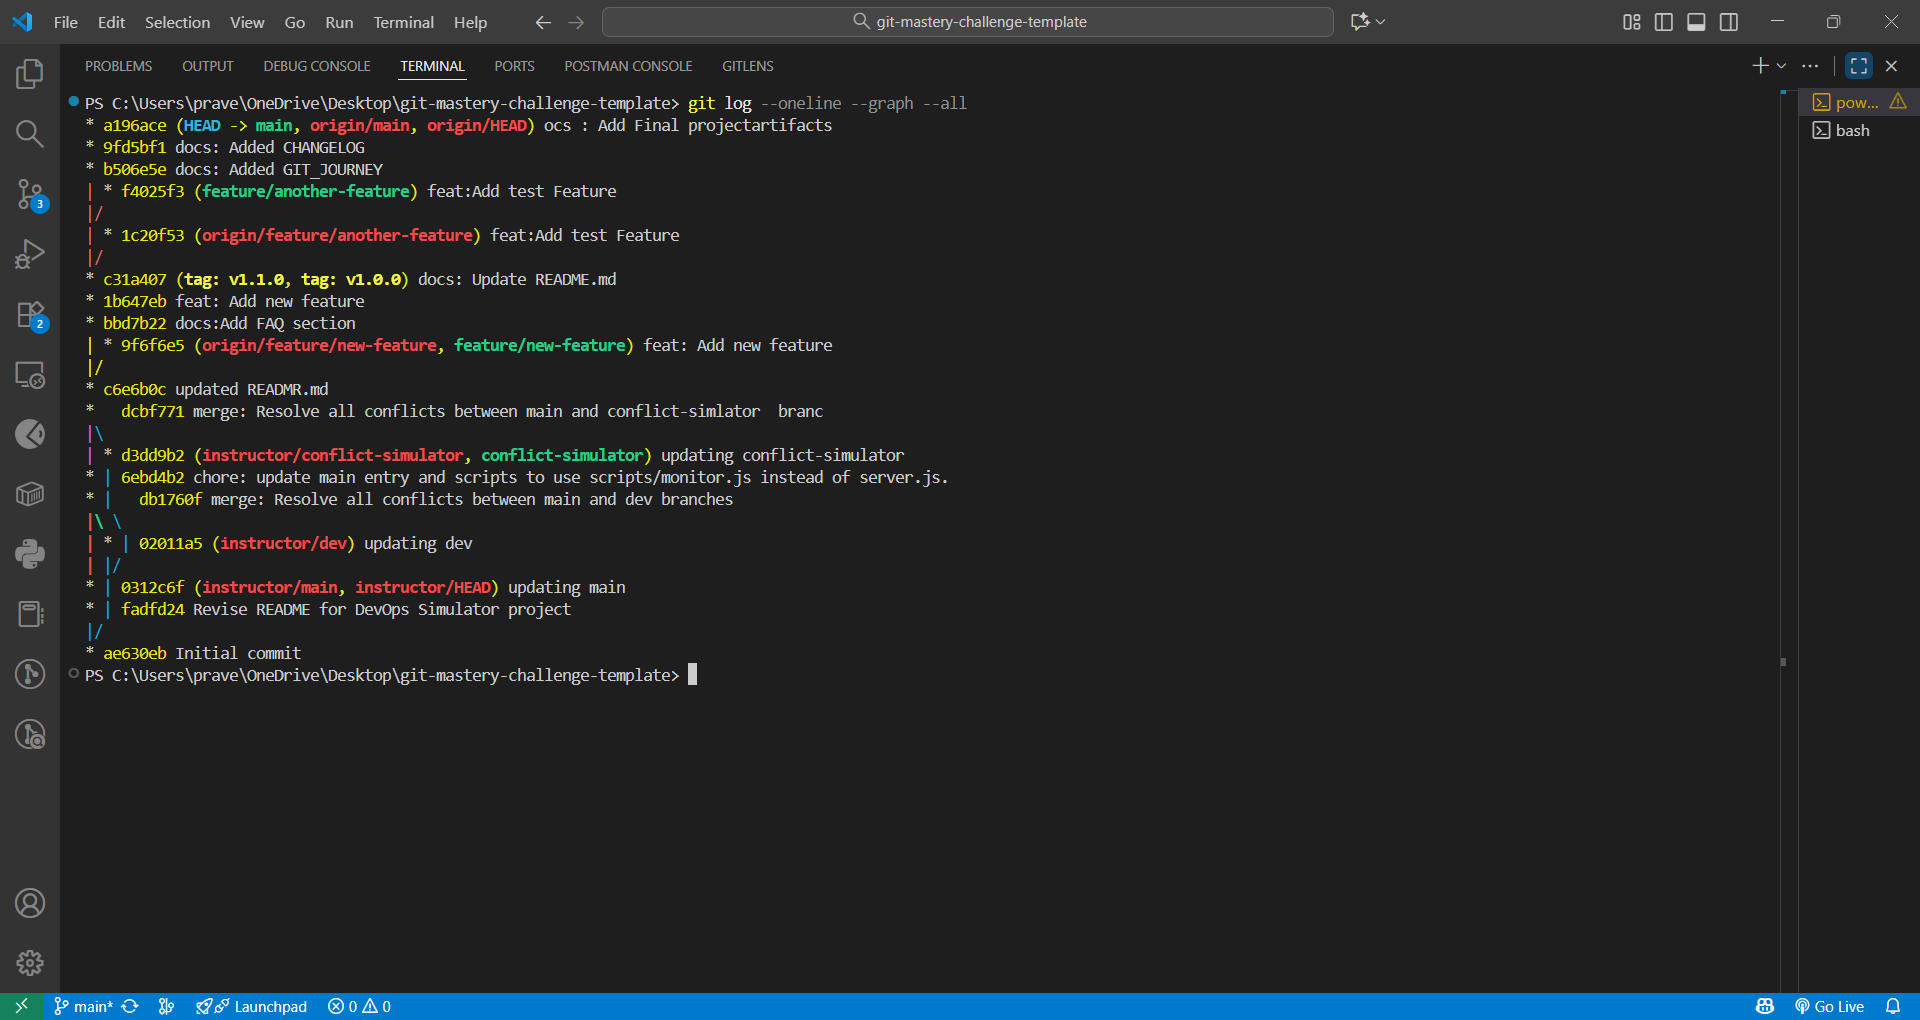 File Edit Selection View Go Run Terminal Help
git-mastery-challenge-template
PROBLEMS OUTPUT DEBUG CONSOLE TERMINAL PORTS POSTMAN CONSOLE GITLENS
PS C:\Users\prave\OneDrive\Desktop\git-mastery-challenge-template> git log --oneline --graph --all
* a196ace (HEAD -> main, origin/main, origin/HEAD) ocs : Add Final projectartifacts
* 9fd5bf1 docs: Added CHANGELOG
* b506e5e docs: Added GIT_JOURNEY
| * f4025f3 (feature/another-feature) feat:Add test Feature
|/
| * 1c20f53 (origin/feature/another-feature) feat:Add test Feature
|/
* c31a407 (tag: v1.1.0, tag: v1.0.0) docs: Update README.md
* 1b647eb feat: Add new feature
* bbd7b22 docs:Add FAQ section
| * 9f6f6e5 (origin/feature/new-feature, feature/new-feature) feat: Add new feature
|/
* c6e6b0c updated READMR.md
*   dcbf771 merge: Resolve all conflicts between main and conflict-simlator  branc
|\
| * d3dd9b2 (instructor/conflict-simulator, conflict-simulator) updating conflict-simulator
* | 6ebd4b2 chore: update main entry and scripts to use scripts/monitor.js instead of server.js.
* |   db1760f merge: Resolve all conflicts between main and dev branches
|\ \
| * | 02011a5 (instructor/dev) updating dev
| |/
* | 0312c6f (instructor/main, instructor/HEAD) updating main
* | fadfd24 Revise README for DevOps Simulator project
|/
* ae630eb Initial commit
PS C:\Users\prave\OneDrive\Desktop\git-mastery-challenge-template>
pow...
bash
3
2
main* Launchpad 0 0 Go Live